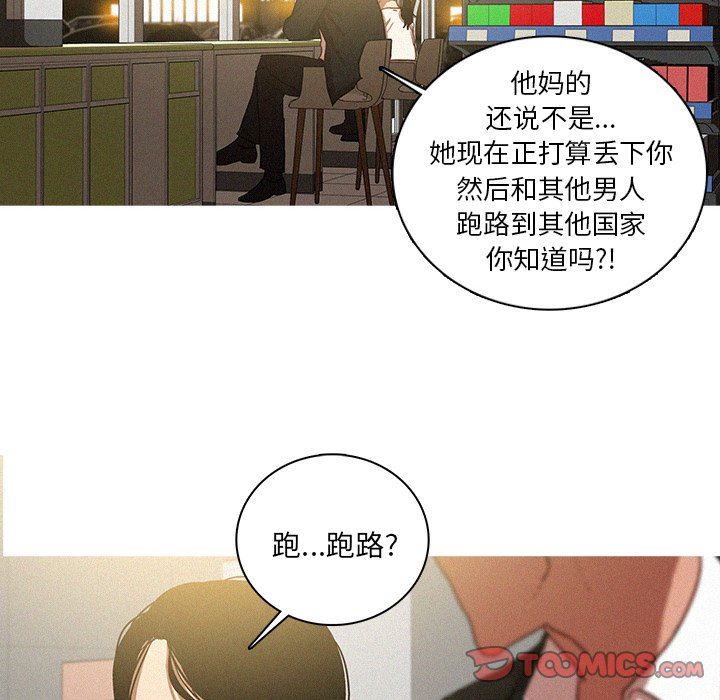 他妈的
还说不是...
她现在正打算丢下你
然后和其他男人
跑路到其他国家
你知道吗?!
跑...跑路?
TOOMICS.COM